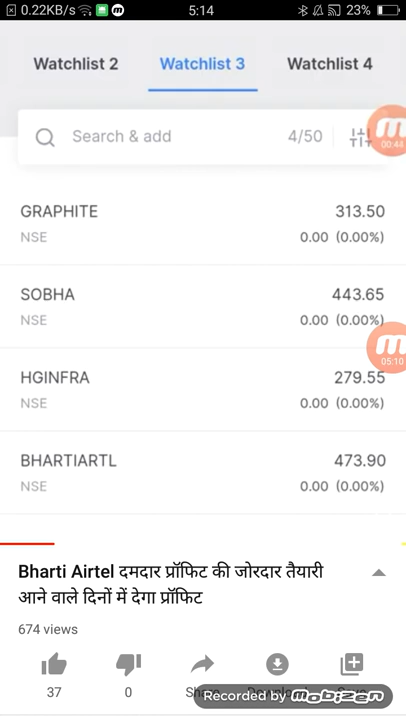 0.22KB/s 5:14 23%
Watchlist 2 Watchlist 3 Watchlist 4
Search & add 4/50
00:44
GRAPHITE 313.50
NSE 0.00 (0.00%)
SOBHA 443.65
NSE 0.00 (0.00%)
05:10
HGINFRA 279.55
NSE 0.00 (0.00%)
BHARTIARTL 473.90
NSE 0.00 (0.00%)
Bharti Airtel दमदार प्रॉफिट की जोरदार तैयारी
आने वाले दिनों में देगा प्रॉफिट
674 views
37 0
Recorded by mobizen